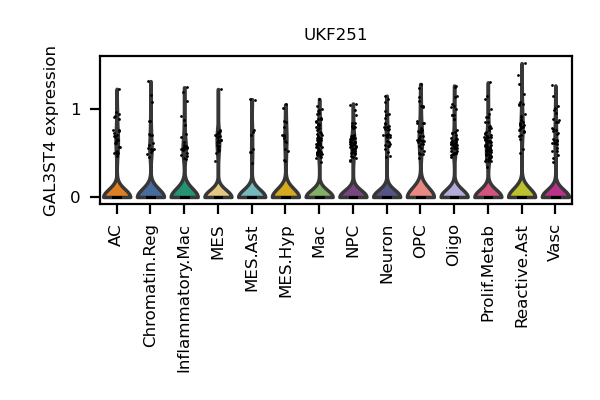 UKF251
GAL3ST4 expression
1
0
AC
Chromatin.Reg
Inflammatory.Mac
MES
MES.Ast
MES.Hyp
Mac
NPC
Neuron
OPC
Oligo
Prolif.Metab
Reactive.Ast
Vasc